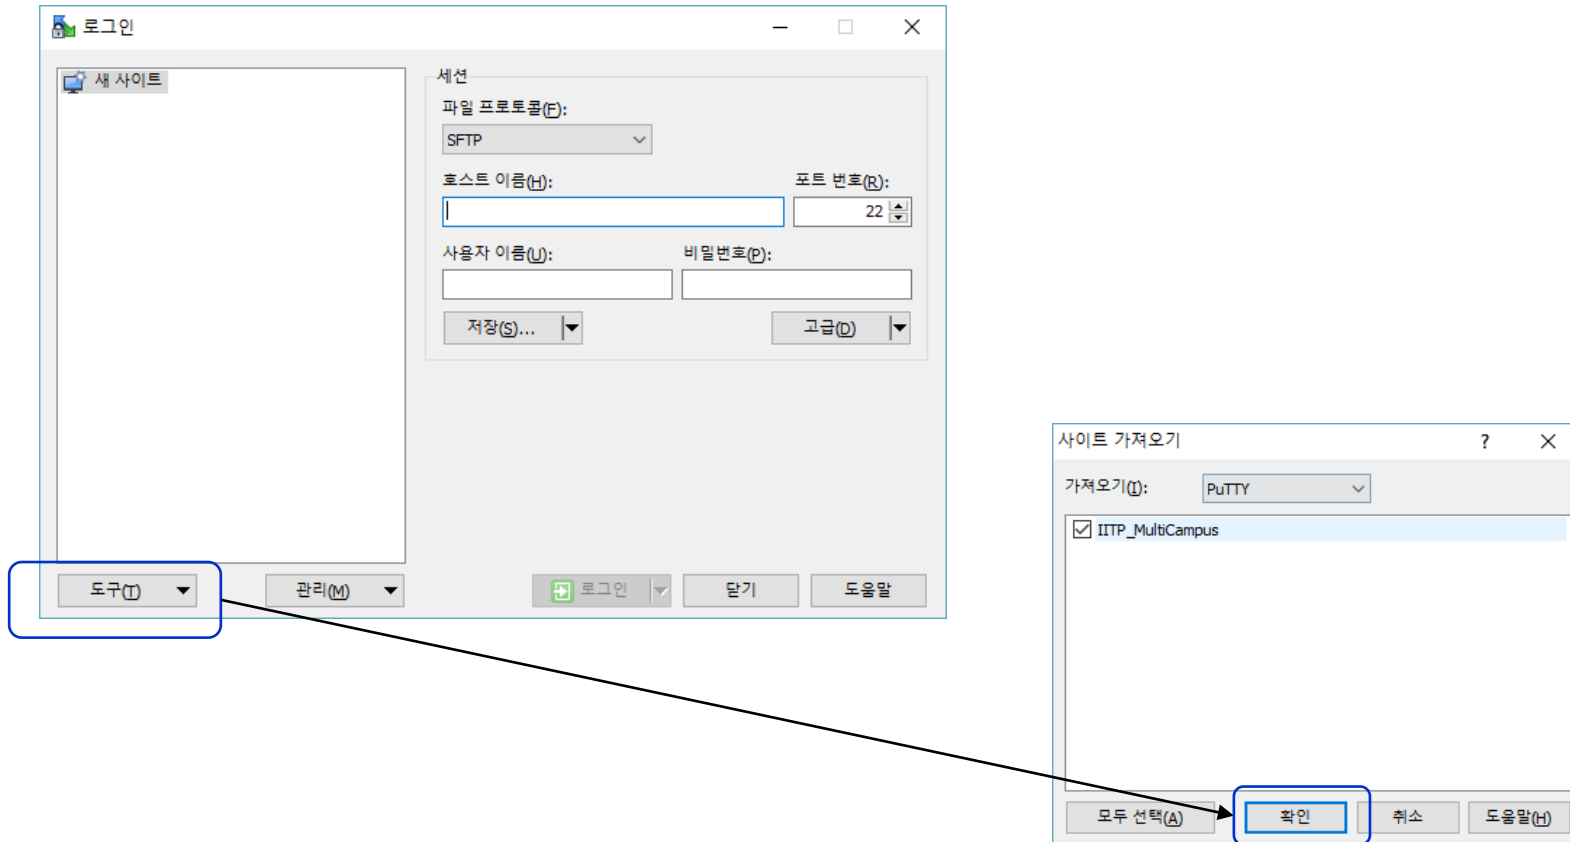 로그인
새 사이트
세션
파일 프로토콜(F):
SFTP
호스트 이름(H): 포트 번호(R):
22
사용자 이름(U): 비밀번호(P):
저장(S)... 고급(D)
도구(T) 관리(M) 로그인 닫기 도움말
사이트 가져오기 ?
가져오기(I): PuTTY
IITP_MultiCampus
모두 선택(A) 확인 취소 도움말(H)